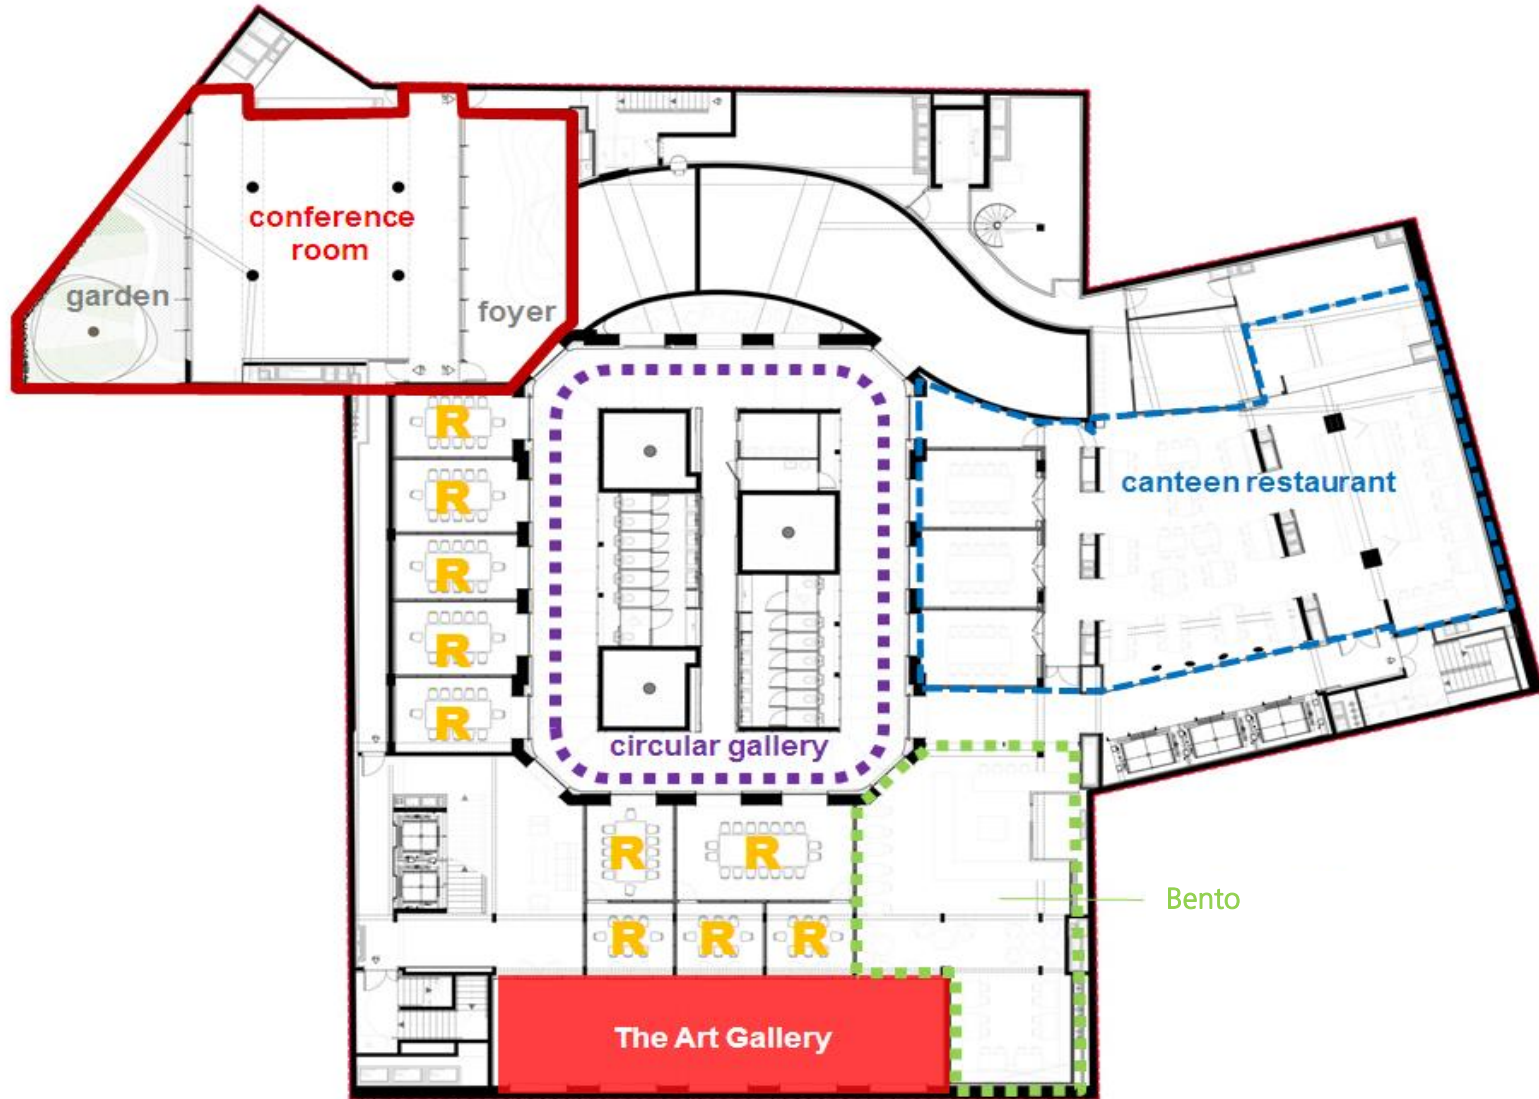 conference
room
garden
foyer
R
canteen restaurant
R
R
R
R
circular gallery
R
R
Bento
R
R
R
The Art Gallery